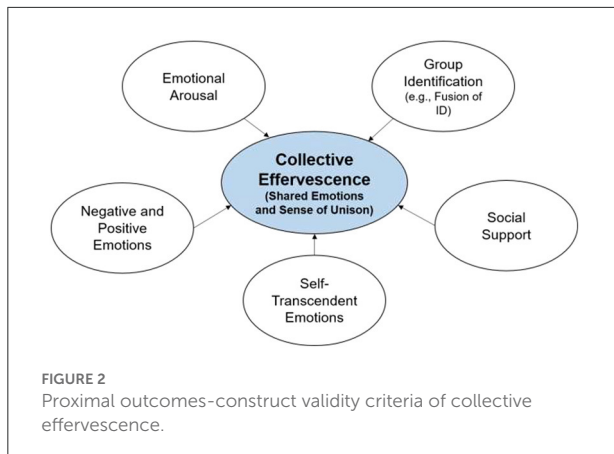 Emotional
Arousal
Group
Identification
(e.g., Fusion of
ID)
Collective
Effervescence
(Shared Emotions
and Sense of Unison)
Negative and
Positive
Emotions
Social
Support
Self-
Transcendent
Emotions
FIGURE 2
Proximal outcomes-construct validity criteria of collective
effervescence.